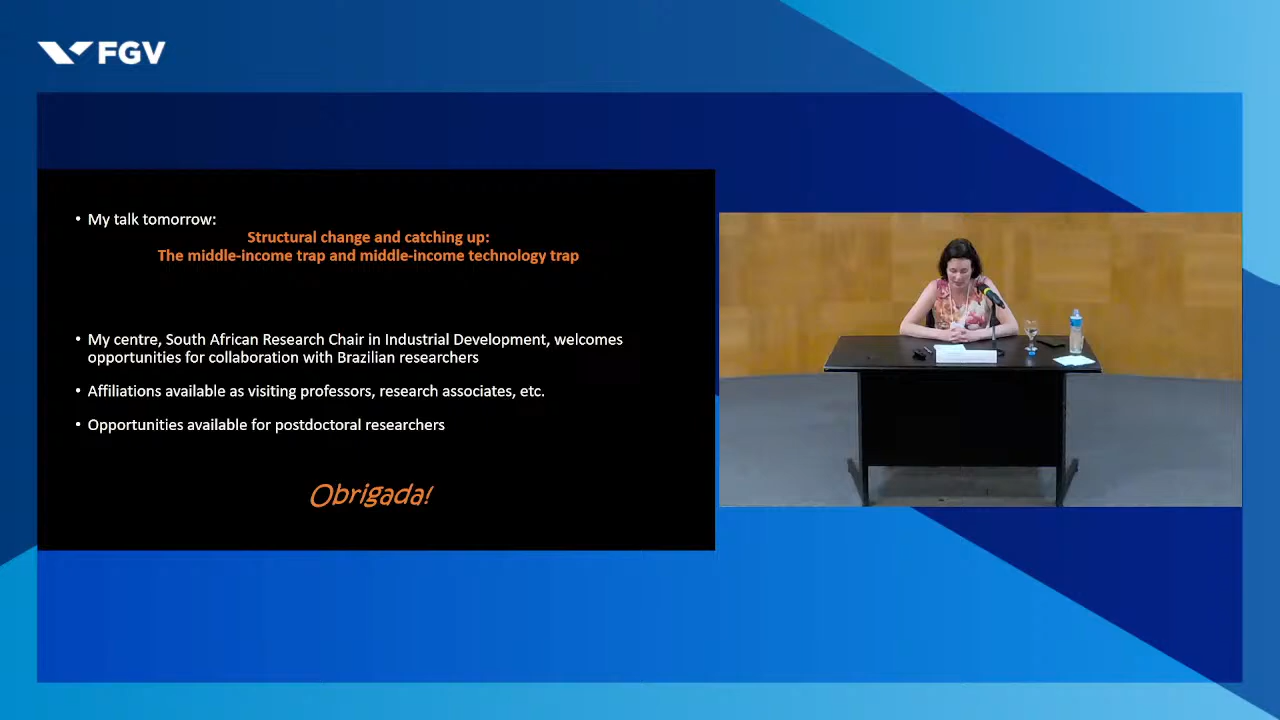 FGV
• My talk tomorrow:
Structural change and catching up:
The middle-income trap and middle-income technology trap
• My centre, South African Research Chair in Industrial Development, welcomes
opportunities for collaboration with Brazilian researchers
• Affiliations available as visiting professors, research associates, etc.
• Opportunities available for postdoctoral researchers
Obrigada!